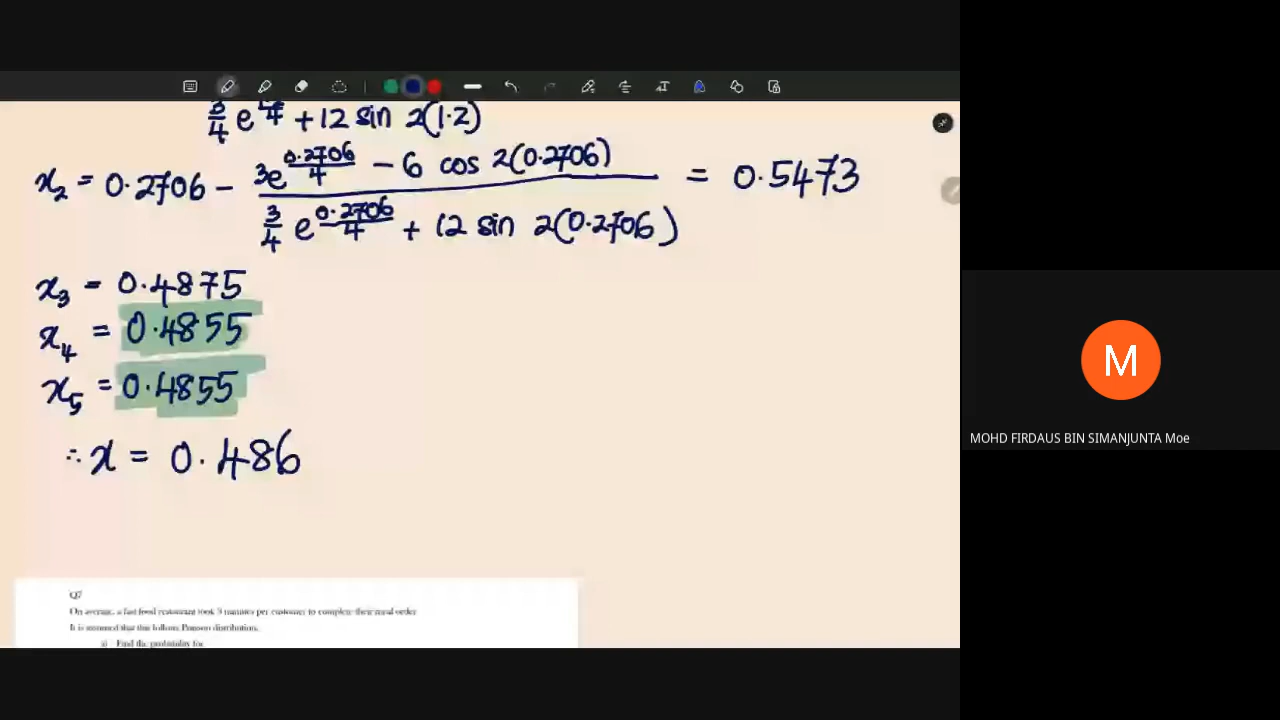 3/4 e^(1.2/4) + 12 sin 2(1.2)
x₂ = 0.2706 - (3e^(0.2706/4) - 6 cos 2(0.2706)) / (3/4 e^(0.2706/4) + 12 sin 2(0.2706)) = 0.5473
x₃ = 0.4875
x₄ = 0.4855
x₅ = 0.4855
∴ x = 0.486
Q7
On average, a fast food restaurant took 3 minutes per customer to complete their meal order
It is assumed that this follows Poisson distribution.
a) Find the probability for
M
MOHD FIRDAUS BIN SIMANJUNTA Moe